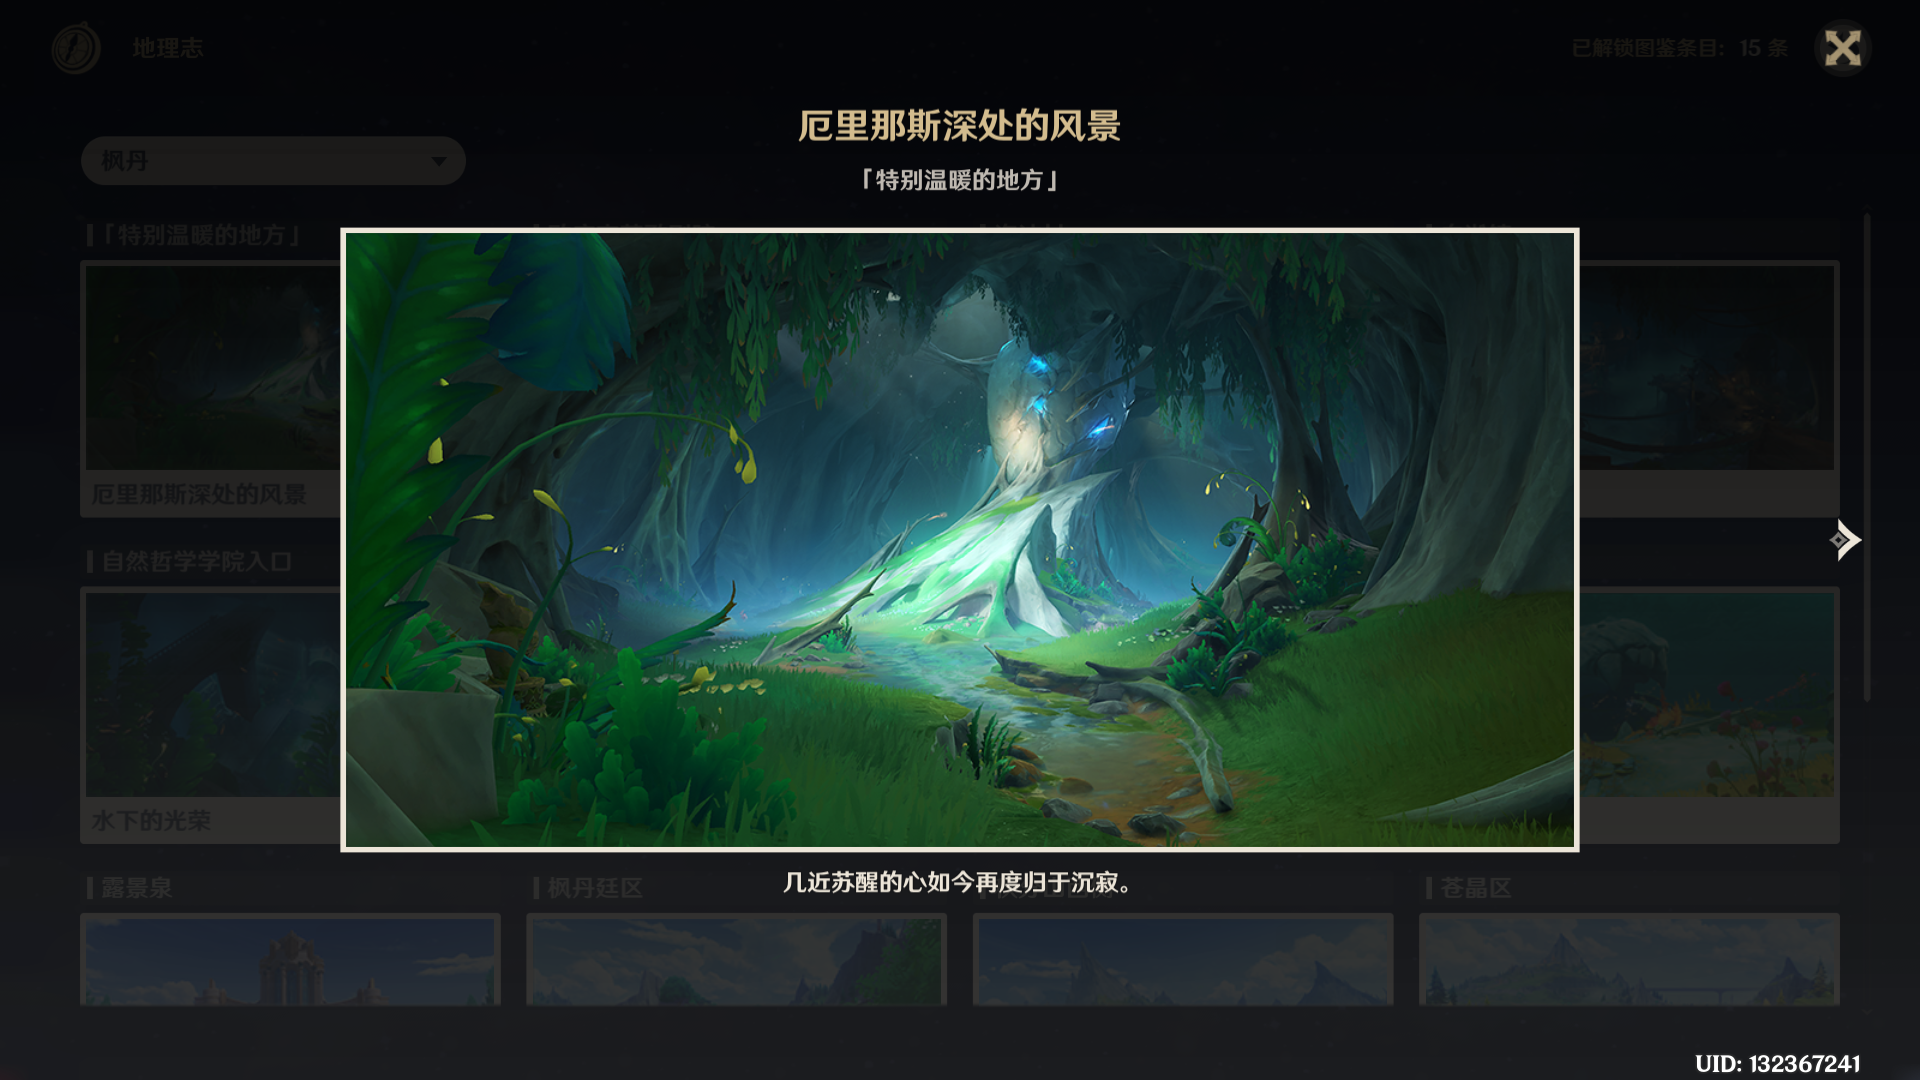 地理志
已解锁图鉴条目: 15 条
厄里那斯深处的风景
枫丹
「特别温暖的地方」
「特别温暖的地方」
厄里那斯深处的风景
自然哲学学院入口
水下的光荣
几近苏醒的心如今再度归于沉寂。
露景泉
枫丹廷区
苍晶区
UID: 132367241